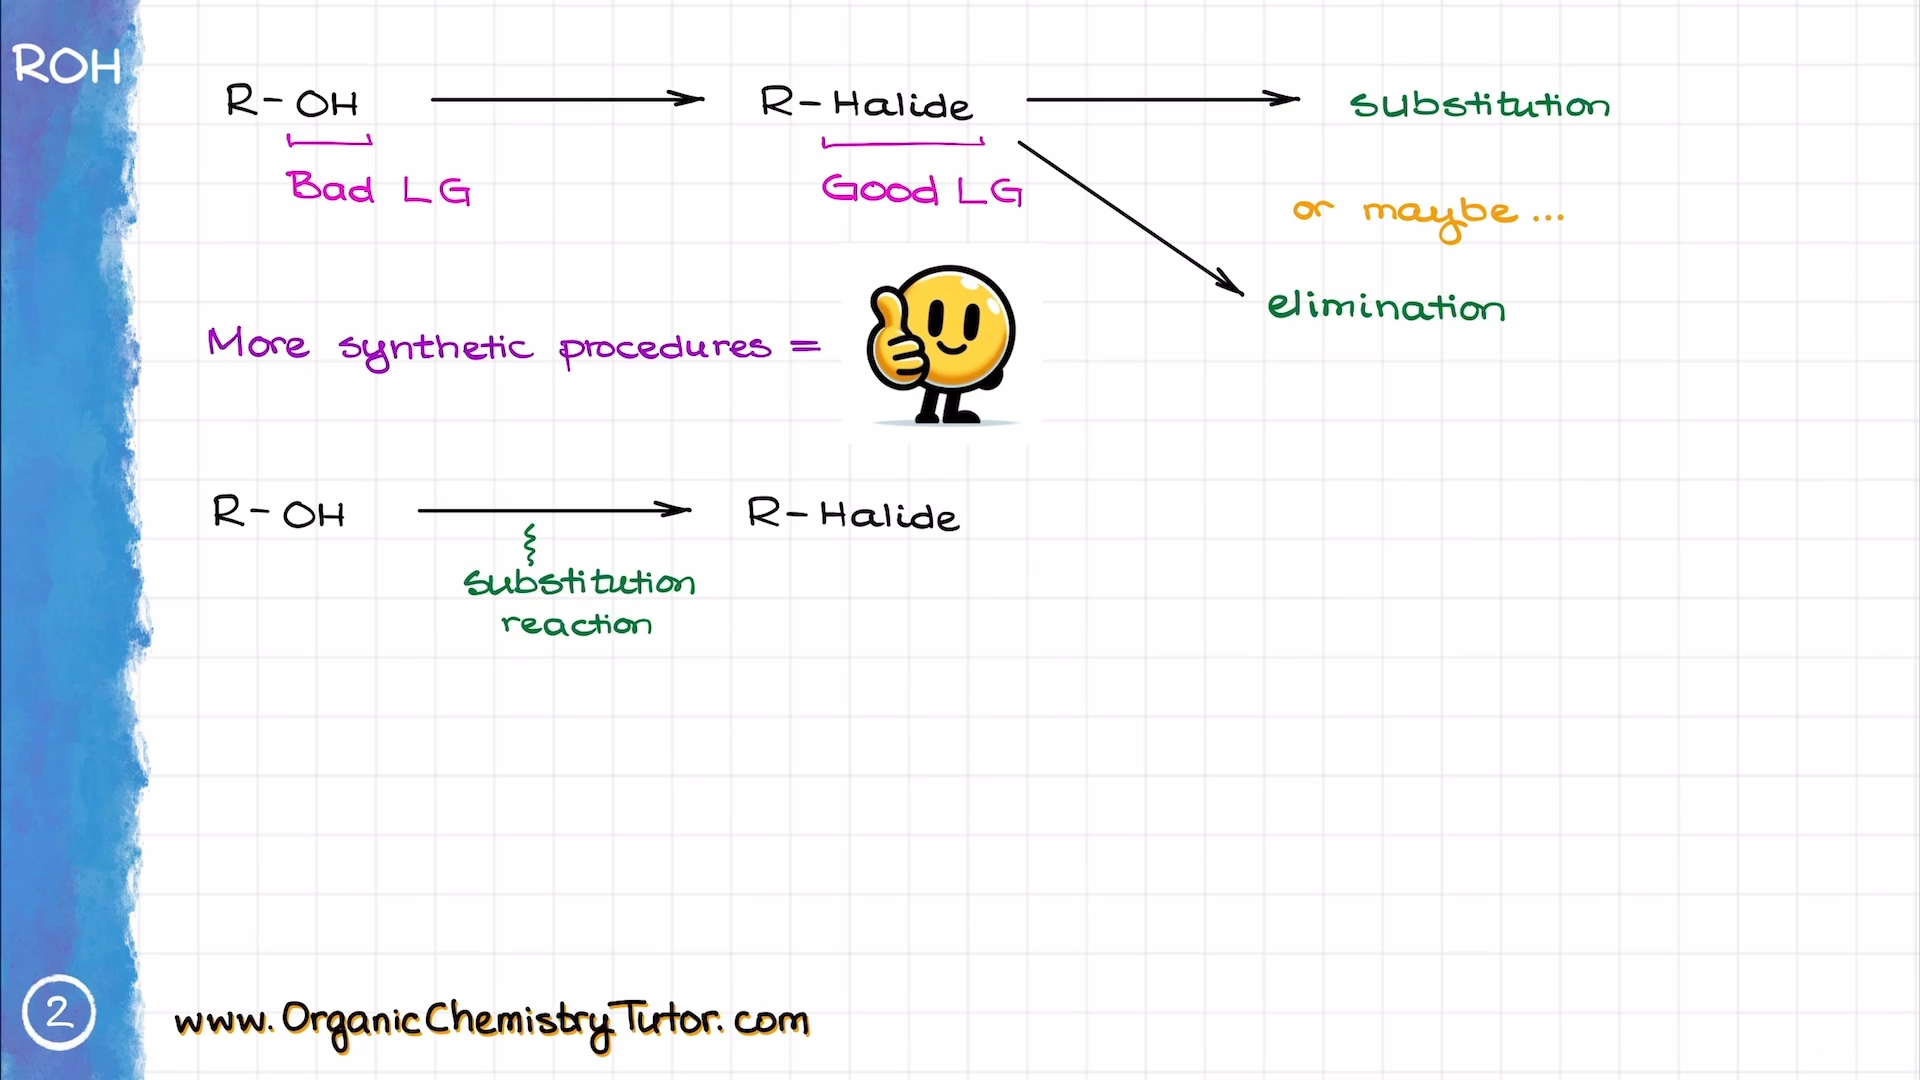 ROH
R-OH R-Halide substitution
Bad LG Good LG
or maybe...
elimination
More synthetic procedures =
R-OH R-Halide
substitution
reaction
2
www.OrganicChemistryTutor.com